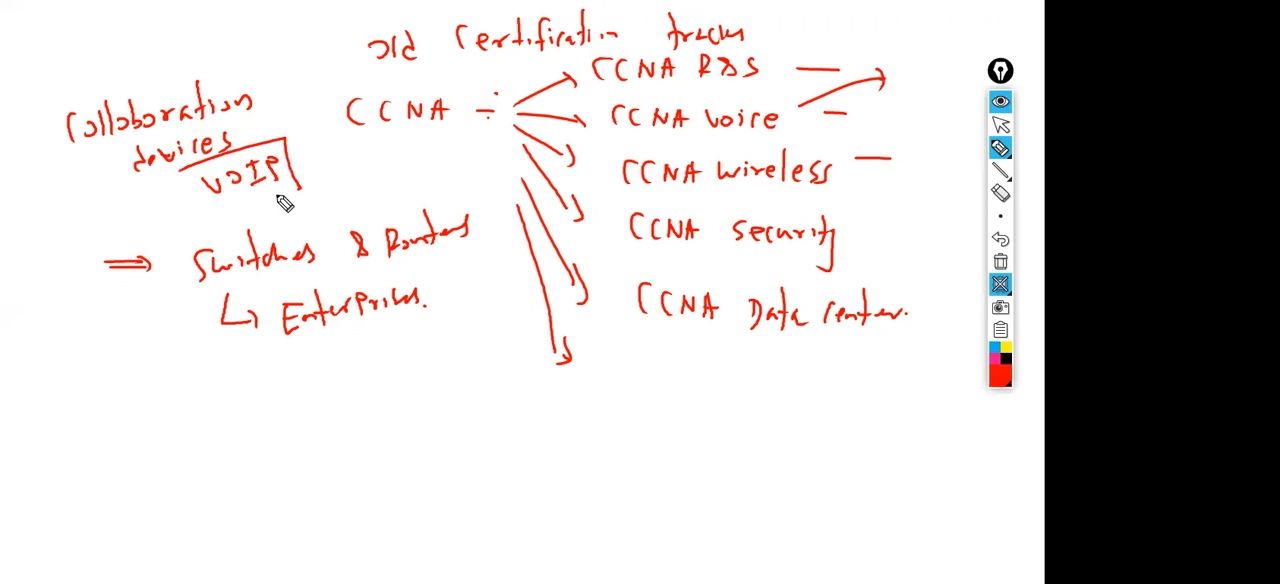 old Certification tracks
CCNA R&S
CCNA :-
CCNA voice
CCNA wireless
CCNA security
CCNA Data center.
Collaboration
devices
VOIP
=> Switches & Routers
↳ Enterprises.